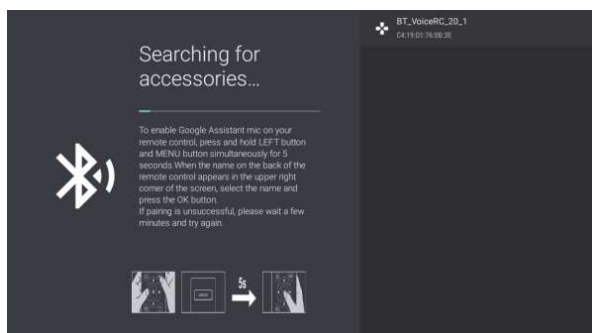 Searching for
accessories...
To enable Google Assistant mic on your
remote control, press and hold LEFT button
and MENU button simultaneously for 5
seconds.When the name on the back of the
remote control appears in the upper right
corner of the screen, select the name and
press the OK button.
If pairing is unsuccessful, please wait a few
minutes and try again.
5s
BT_VoiceRC_20_1
C4:19:D1:76:0B:3E